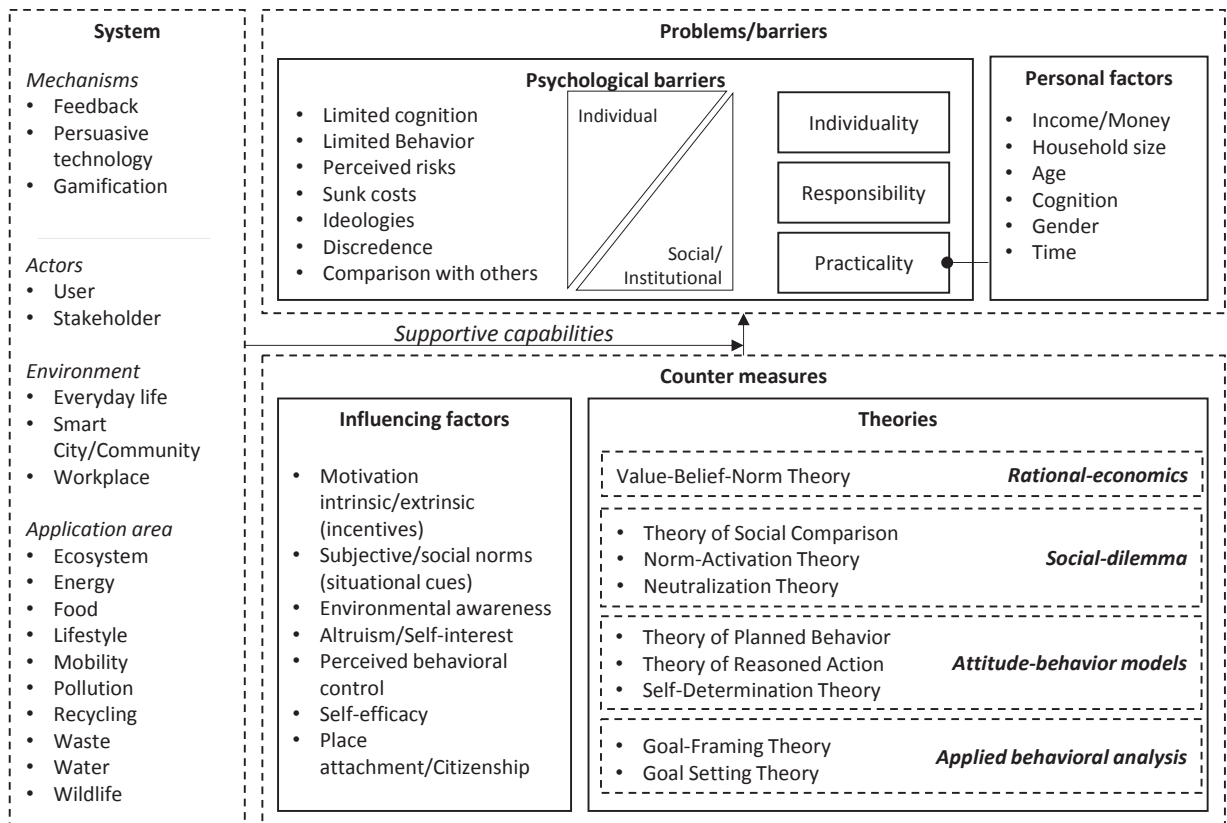 System
Mechanisms
• Feedback
• Persuasive
technology
• Gamification
Actors
• User
• Stakeholder
Environment
• Everyday life
• Smart
City/Community
• Workplace
Application area
• Ecosystem
• Energy
• Food
• Lifestyle
• Mobility
• Pollution
• Recycling
• Waste
• Water
• Wildlife
Problems/barriers
Psychological barriers
• Limited cognition
• Limited Behavior
• Perceived risks
• Sunk costs
• Ideologies
• Discredence
• Comparison with others
Individual
Social/
Institutional
Individuality
Responsibility
Practicality
Personal factors
• Income/Money
• Household size
• Age
• Cognition
• Gender
• Time
Supportive capabilities
Counter measures
Influencing factors
• Motivation
intrinsic/extrinsic
(incentives)
• Subjective/social norms
(situational cues)
• Environmental awareness
• Altruism/Self-interest
• Perceived behavioral
control
• Self-efficacy
• Place
attachment/Citizenship
Theories
Value-Belief-Norm Theory
Rational-economics
• Theory of Social Comparison
• Norm-Activation Theory
• Neutralization Theory
Social-dilemma
• Theory of Planned Behavior
• Theory of Reasoned Action
• Self-Determination Theory
Attitude-behavior models
• Goal-Framing Theory
• Goal Setting Theory
Applied behavioral analysis